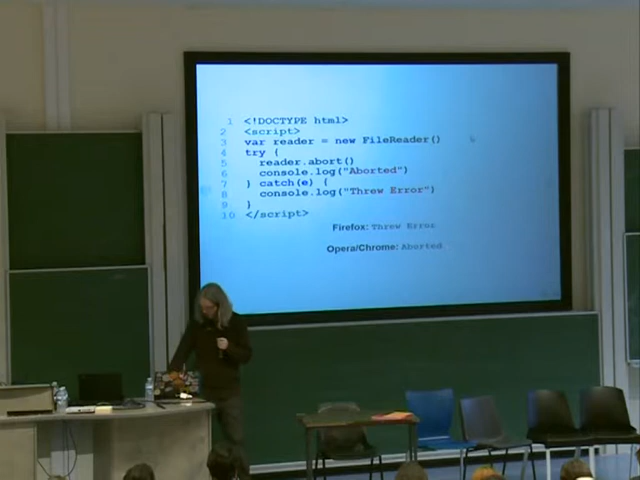 1 <!DOCTYPE html>
2 <script>
3 var reader = new FileReader()
4 try {
5 reader.abort()
6 console.log("Aborted")
7 } catch(e) {
8 console.log("Threw Error")
9 }
10 </script>
Firefox: Threw Error
Opera/Chrome: Aborted